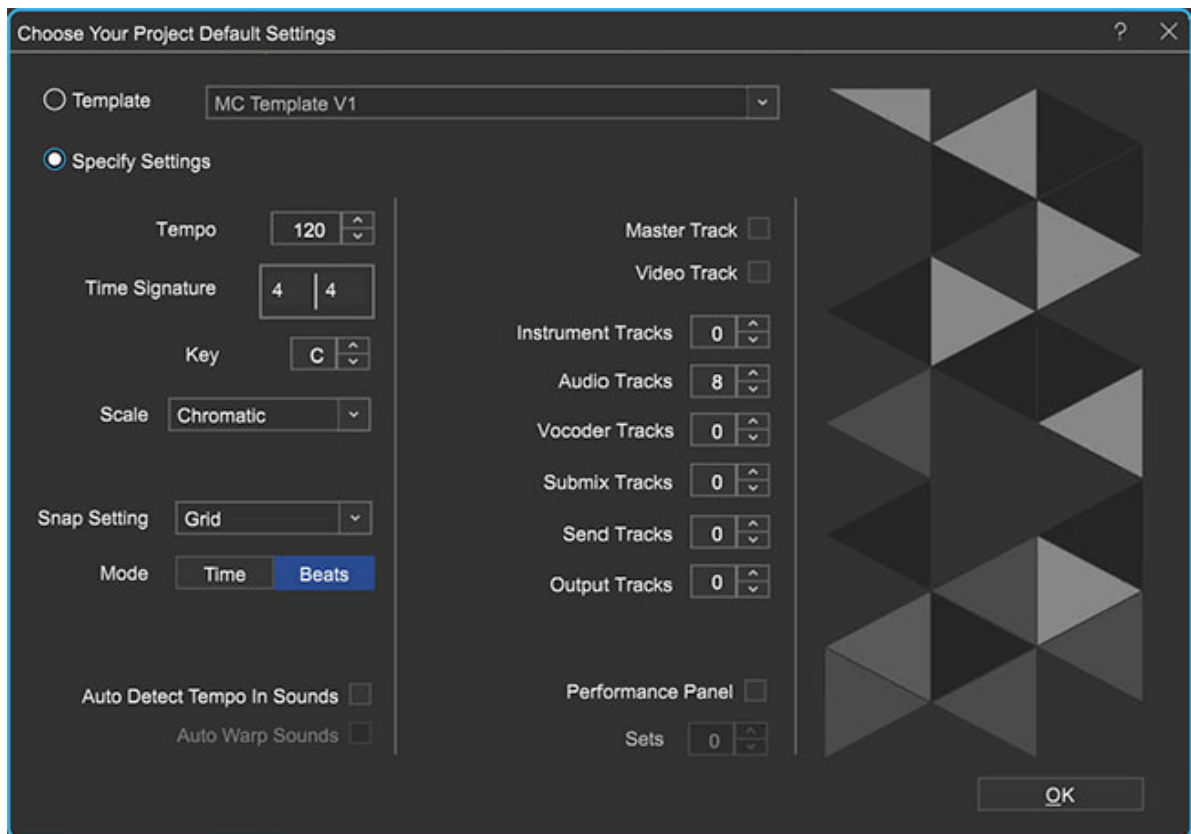 Choose Your Project Default Settings ?
Template MC Template V1
Specify Settings
Tempo 120
Time Signature 4 4
Key C
Scale Chromatic
Snap Setting Grid
Mode Time Beats
Auto Detect Tempo In Sounds
Auto Warp Sounds
Master Track
Video Track
Instrument Tracks 0
Audio Tracks 8
Vocoder Tracks 0
Submix Tracks 0
Send Tracks 0
Output Tracks 0
Performance Panel
Sets 0
OK